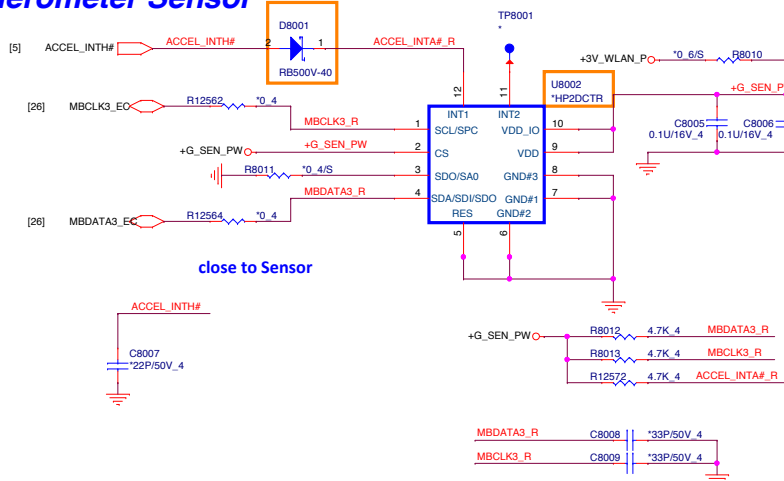 erometer Sensor
D8001
[5] ACCEL_INTH# ACCEL_INTH# 2 1 ACCEL_INTA#_R
RB500V-40
TP8001
*
+3V_WLAN_P *0_6/S R8010
U8002
*HP2DCTR
+G_SEN_P
C8005 C8006
0.1U/16V_4 0.1U/16V_4
12 11
INT1 INT2
[26] MBCLK3_EC R12562 *0_4 MBCLK3_R 1 SCL/SPC VDD_IO 10
+G_SEN_PW +G_SEN_PW 2 CS VDD 9
R8011 *0_4/S 3 SDO/SA0 GND#3 8
MBDATA3_R 4 SDA/SDI/SDO GND#1 7
RES GND#2
5 6
[26] MBDATA3_EC R12564 *0_4
close to Sensor
ACCEL_INTH#
C8007
*22P/50V_4
+G_SEN_PW R8012 4.7K_4 MBDATA3_R
R8013 4.7K_4 MBCLK3_R
R12572 4.7K_4 ACCEL_INTA#_R
MBDATA3_R C8008 *33P/50V_4
MBCLK3_R C8009 *33P/50V_4